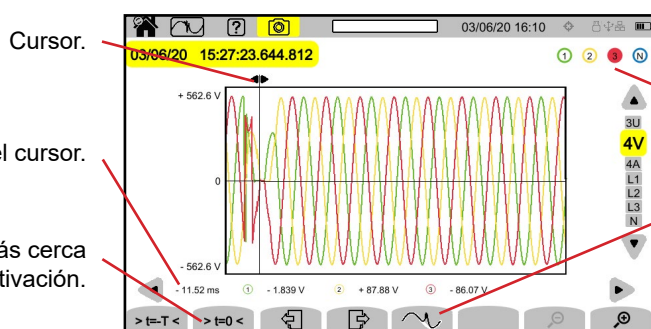 ?
03/06/20 16:10
Cursor.
03/06/20 15:27:23.644.812
1 2 3 N
+ 562.6 V
3U
4V
4A
L1
L2
L3
N
el cursor.
0
ás cerca
tivación.
- 562.6 V
- 11.52 ms 1 - 1.839 V 2 + 87.88 V 3 - 86.07 V
> t=-T < > t=0 <